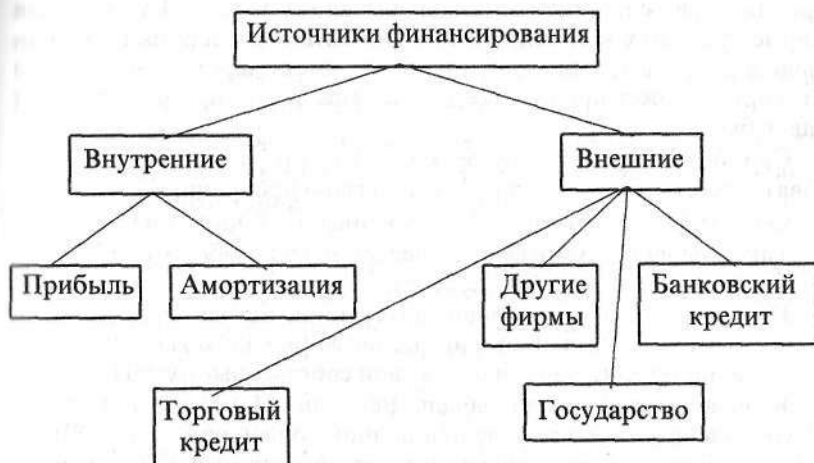 Источники финансирования
Внутренние
Внешние
Прибыль
Амортизация
Другие
фирмы
Банковский
кредит
Торговый
кредит
Государство